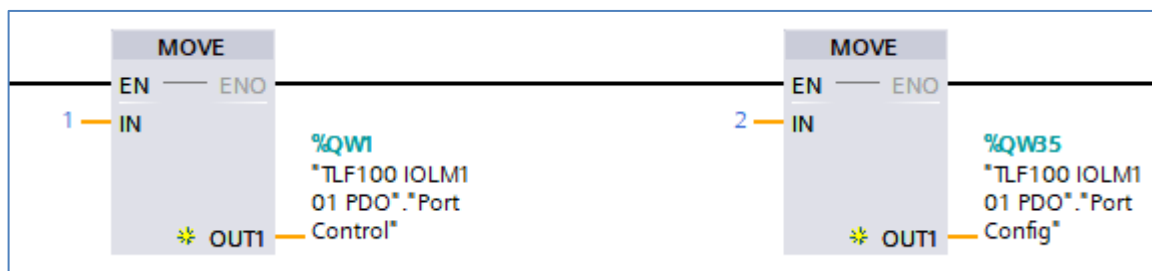 MOVE
EN ENO
1 IN
%QW1
"TLF100 IOLM1
01 PDO"."Port
Control"
OUT1
MOVE
EN ENO
2 IN
%QW35
"TLF100 IOLM1
01 PDO"."Port
Config"
OUT1